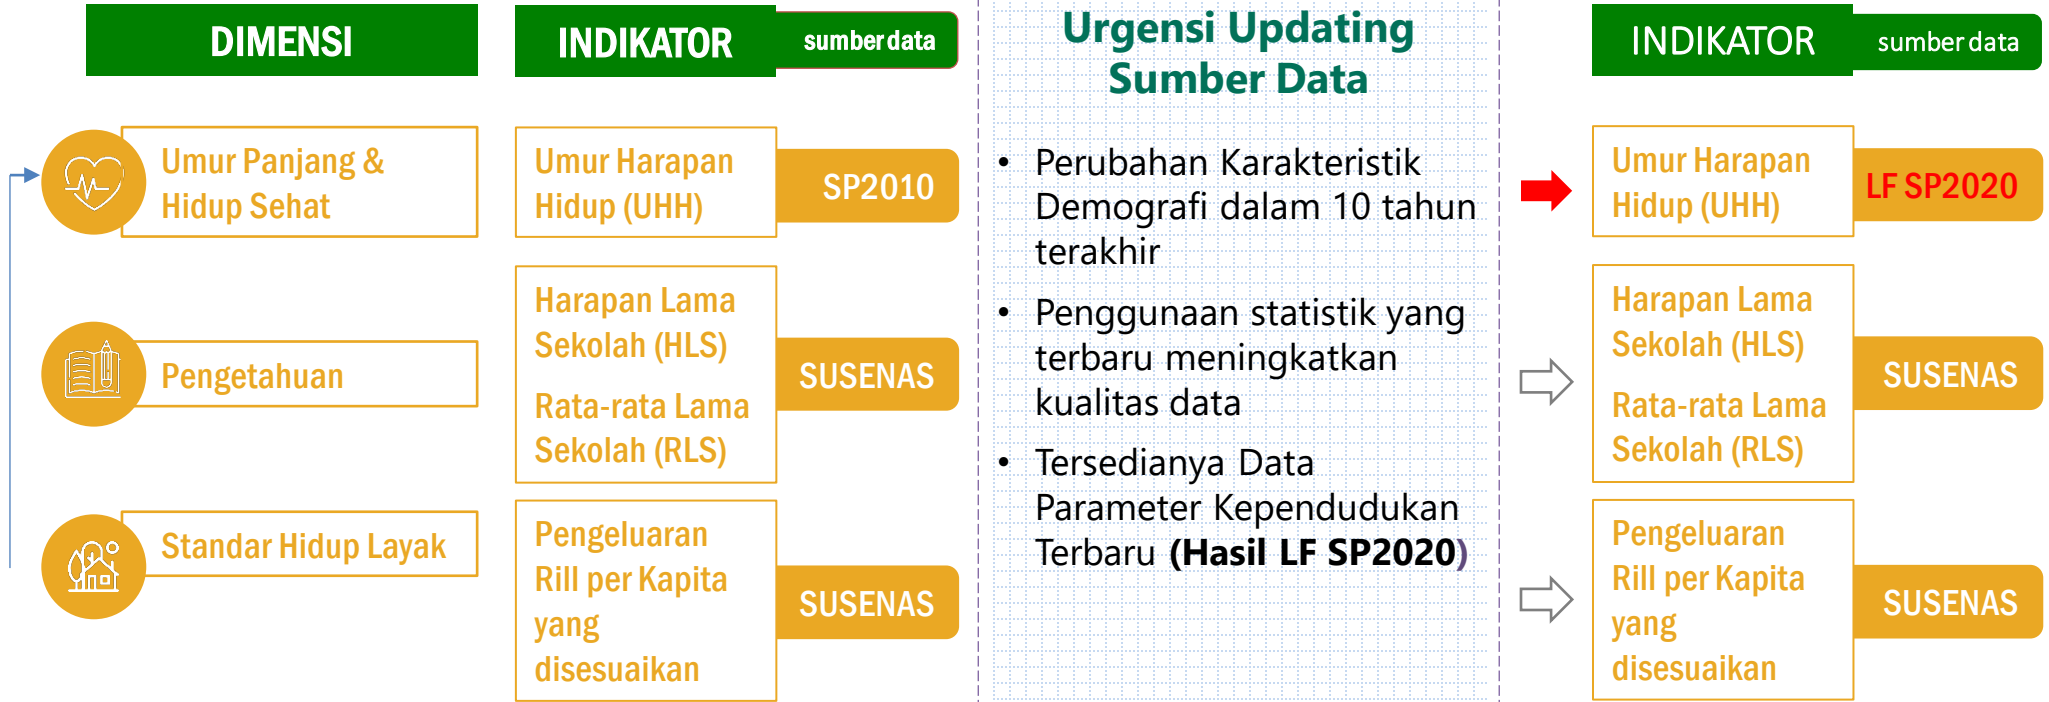 DIMENSI
INDIKATOR
sumber data
Umur Panjang &
Hidup Sehat
Umur Harapan
Hidup (UHH)
SP2010
Pengetahuan
Harapan Lama
Sekolah (HLS)
Rata-rata Lama
Sekolah (RLS)
SUSENAS
Standar Hidup Layak
Pengeluaran
Rill per Kapita
yang
disesuaikan
SUSENAS
Urgensi Updating
Sumber Data
• Perubahan Karakteristik
Demografi dalam 10 tahun
terakhir
• Penggunaan statistik yang
terbaru meningkatkan
kualitas data
• Tersedianya Data
Parameter Kependudukan
Terbaru (Hasil LF SP2020)
INDIKATOR
sumber data
Umur Harapan
Hidup (UHH)
LF SP2020
Harapan Lama
Sekolah (HLS)
Rata-rata Lama
Sekolah (RLS)
SUSENAS
Pengeluaran
Rill per Kapita
yang
disesuaikan
SUSENAS